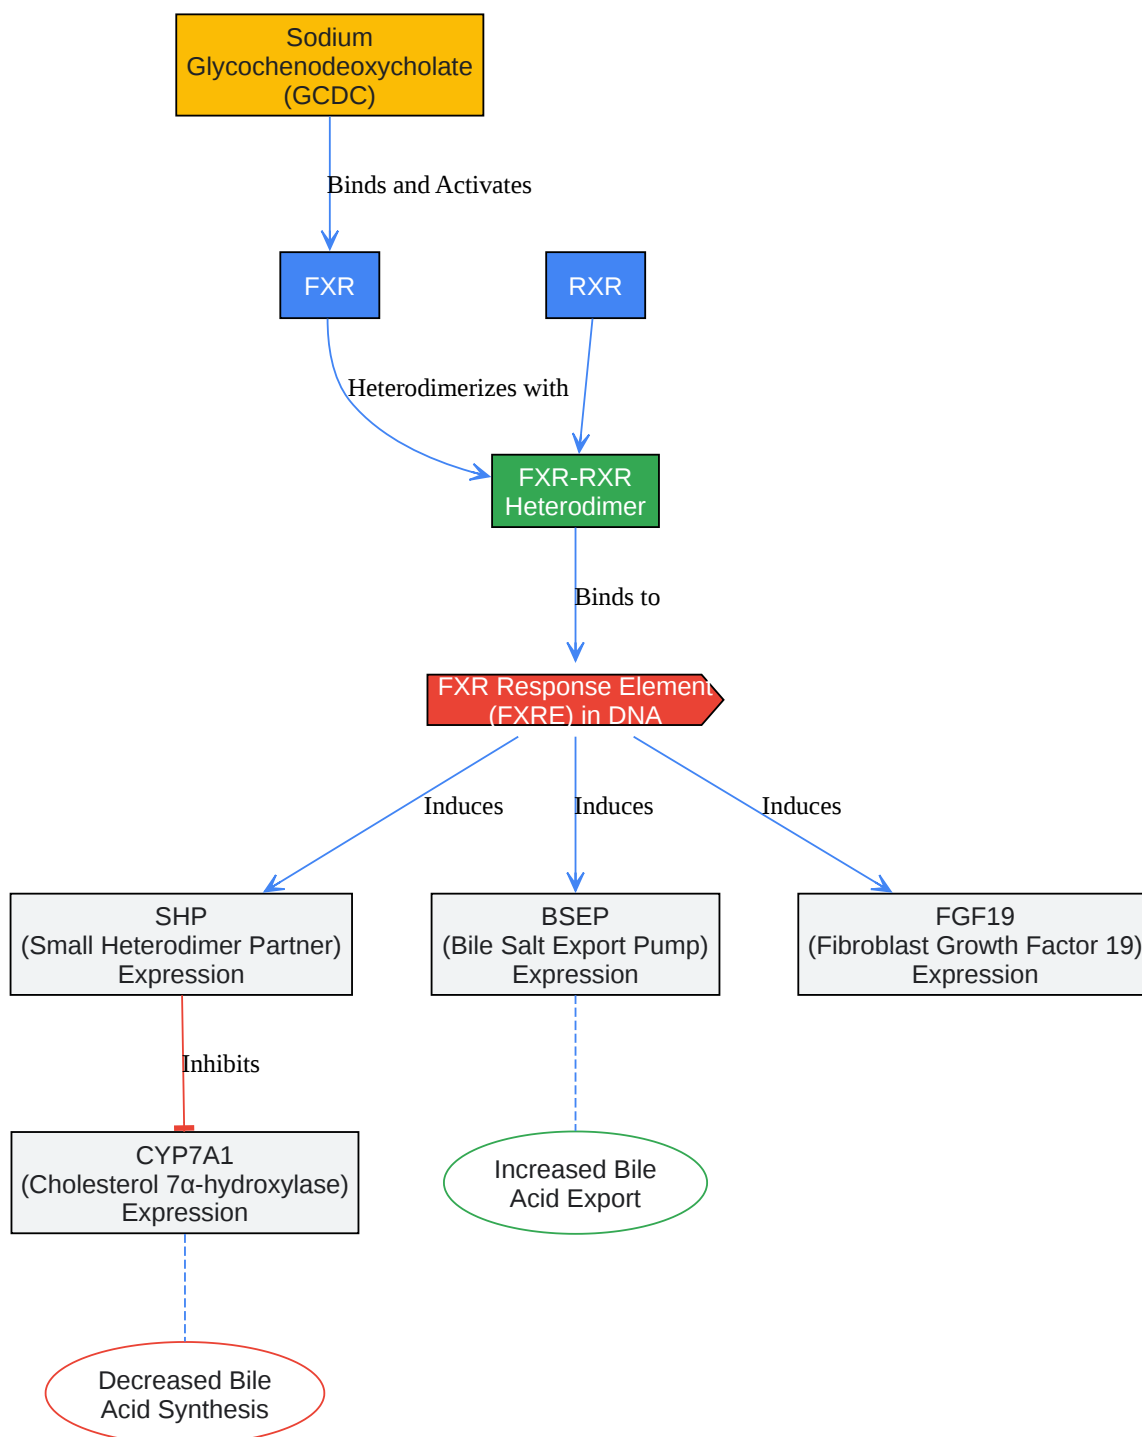 Sodium
Glycochenodeoxycholate
(GCDC)
Binds and Activates
FXR
RXR
Heterodimerizes with
FXR-RXR
Heterodimer
Binds to
FXR Response Element
(FXRE) in DNA
Induces
Induces
Induces
SHP
(Small Heterodimer Partner)
Expression
BSEP
(Bile Salt Export Pump)
Expression
FGF19
(Fibroblast Growth Factor 19)
Expression
Inhibits
CYP7A1
(Cholesterol 7α-hydroxylase)
Expression
Increased Bile
Acid Export
Decreased Bile
Acid Synthesis